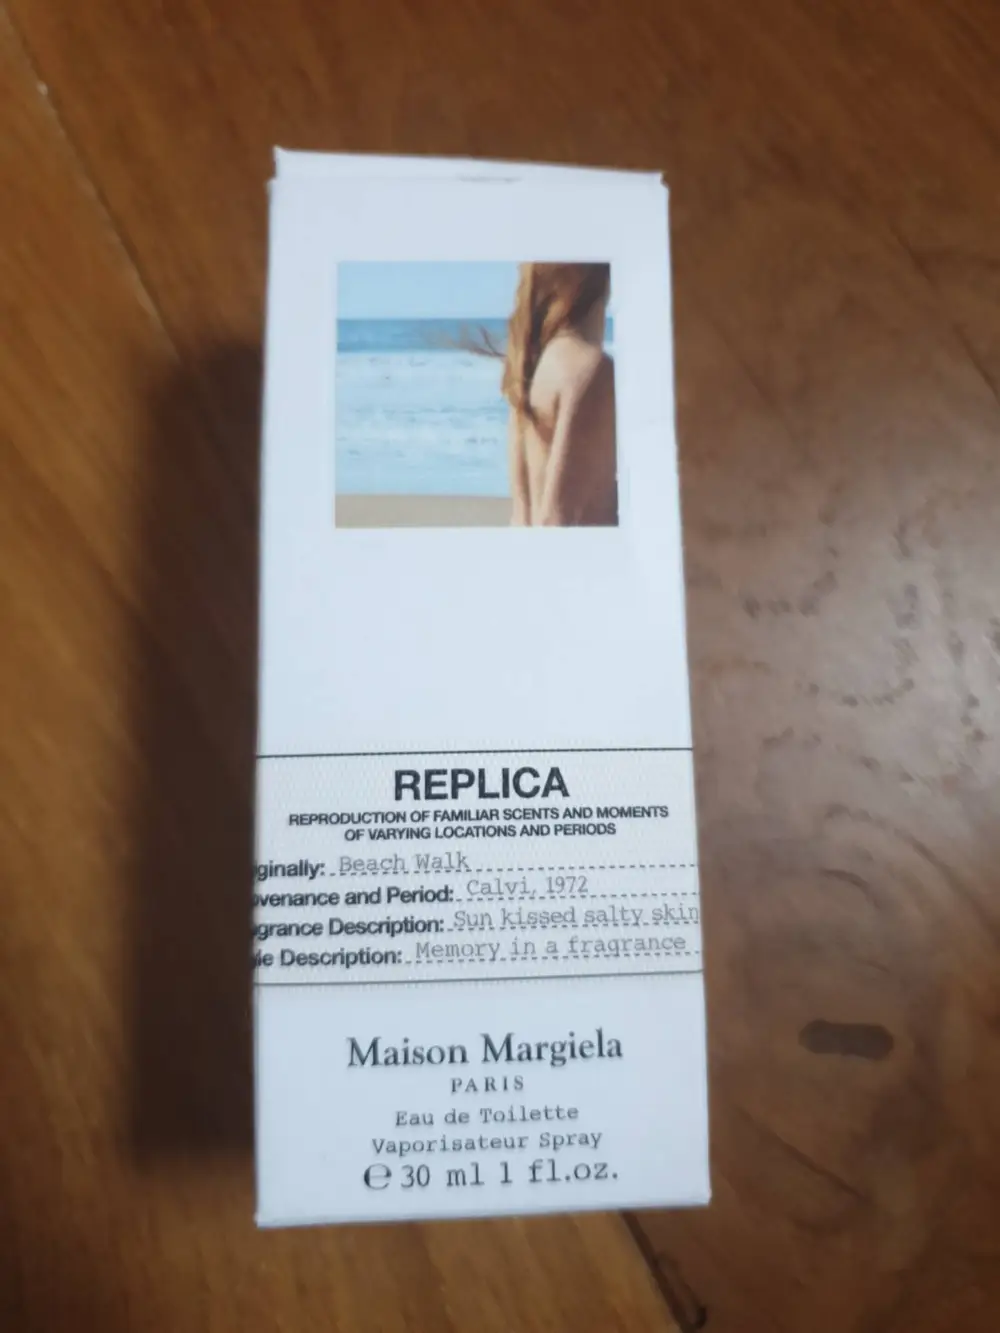 REPLICA
REPRODUCTION OF FAMILIAR SCENTS AND MOMENTS
OF VARYING LOCATIONS AND PERIODS
ginally: Beach Walk
venance and Period: Calvi, 1972
grance Description: Sun kissed salty skin
le Description: Memory in a fragrance
Maison Margiela
PARIS
Eau de Toilette
Vaporisateur Spray
℮ 30 ml 1 fl.oz.